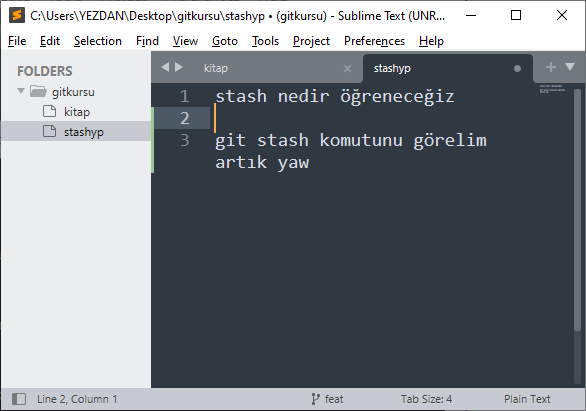 C:\Users\YEZDAN\Desktop\gitkursu\stashyp • (gitkursu) - Sublime Text (UNR...
File Edit Selection Find View Goto Tools Project Preferences Help
FOLDERS
gitkursu
kitap
stashyp
kitap stashyp
1 stash nedir öğreneceğiz
2
3 git stash komutunu görelim
artık yaw
Line 2, Column 1 feat Tab Size: 4 Plain Text